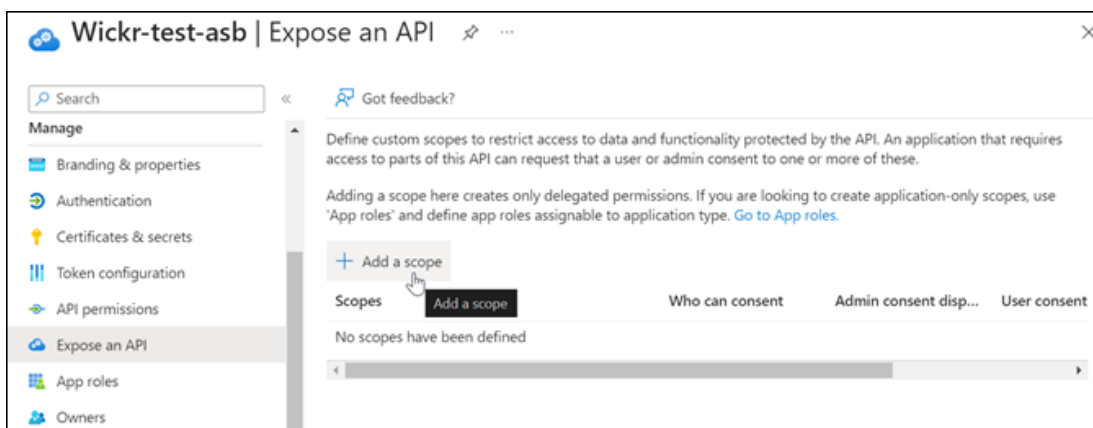 Wickr-test-asb | Expose an API
Search
Got feedback?
Manage
Branding & properties
Authentication
Certificates & secrets
Token configuration
API permissions
Expose an API
App roles
Owners
Define custom scopes to restrict access to data and functionality protected by the API. An application that requires
access to parts of this API can request that a user or admin consent to one or more of these.
Adding a scope here creates only delegated permissions. If you are looking to create application-only scopes, use
'App roles' and define app roles assignable to application type. Go to App roles.
Add a scope
Add a scope
Scopes Who can consent Admin consent disp... User consent
No scopes have been defined